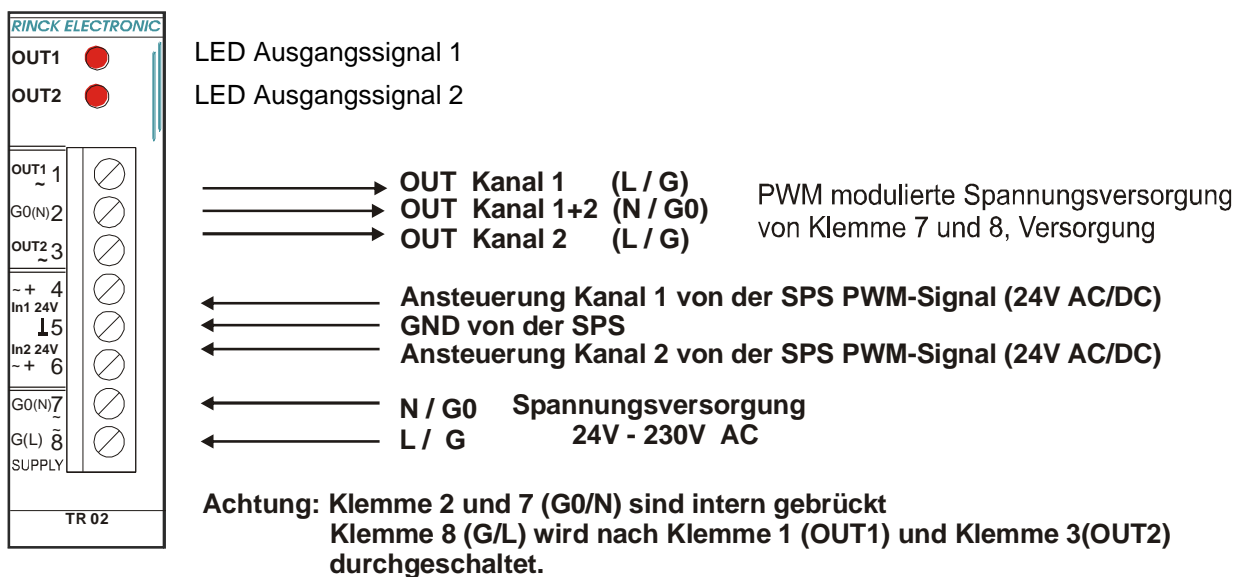 RINCK ELECTRONIC
OUT1
LED Ausgangssignal 1
OUT2
LED Ausgangssignal 2
OUT1
~ 1
G0(N)2
OUT2
~ 3
~+ 4
In1 24V
⊥5
In2 24V
~+ 6
G0(N)7
~
~
G(L) 8
SUPPLY
TR 02
OUT Kanal 1 (L / G)
OUT Kanal 1+2 (N / G0)
OUT Kanal 2 (L / G)
PWM modulierte Spannungsversorgung
von Klemme 7 und 8, Versorgung
Ansteuerung Kanal 1 von der SPS PWM-Signal (24V AC/DC)
GND von der SPS
Ansteuerung Kanal 2 von der SPS PWM-Signal (24V AC/DC)
N / G0 Spannungsversorgung
L / G 24V - 230V AC
Achtung: Klemme 2 und 7 (G0/N) sind intern gebrückt
Klemme 8 (G/L) wird nach Klemme 1 (OUT1) und Klemme 3(OUT2)
durchgeschaltet.